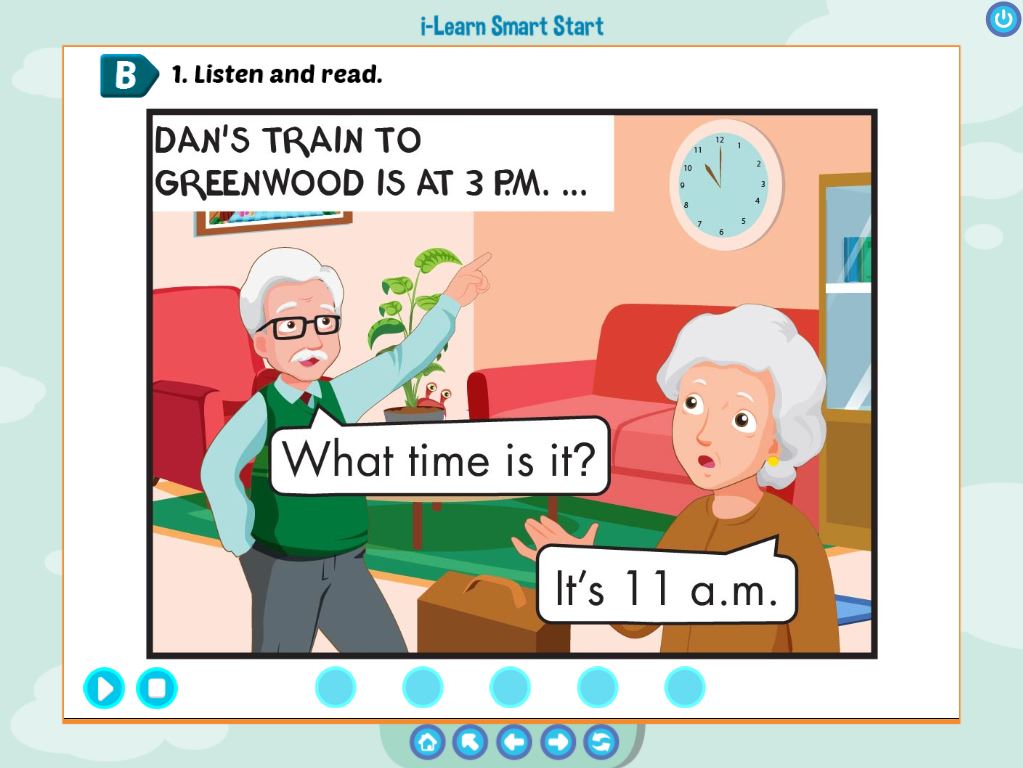 i-Learn Smart Start
B 1. Listen and read.
DAN'S TRAIN TO
GREENWOOD IS AT 3 P.M. ...
12
11 1
10 2
9 3
8 4
7 5
6
What time is it?
It's 11 a.m.